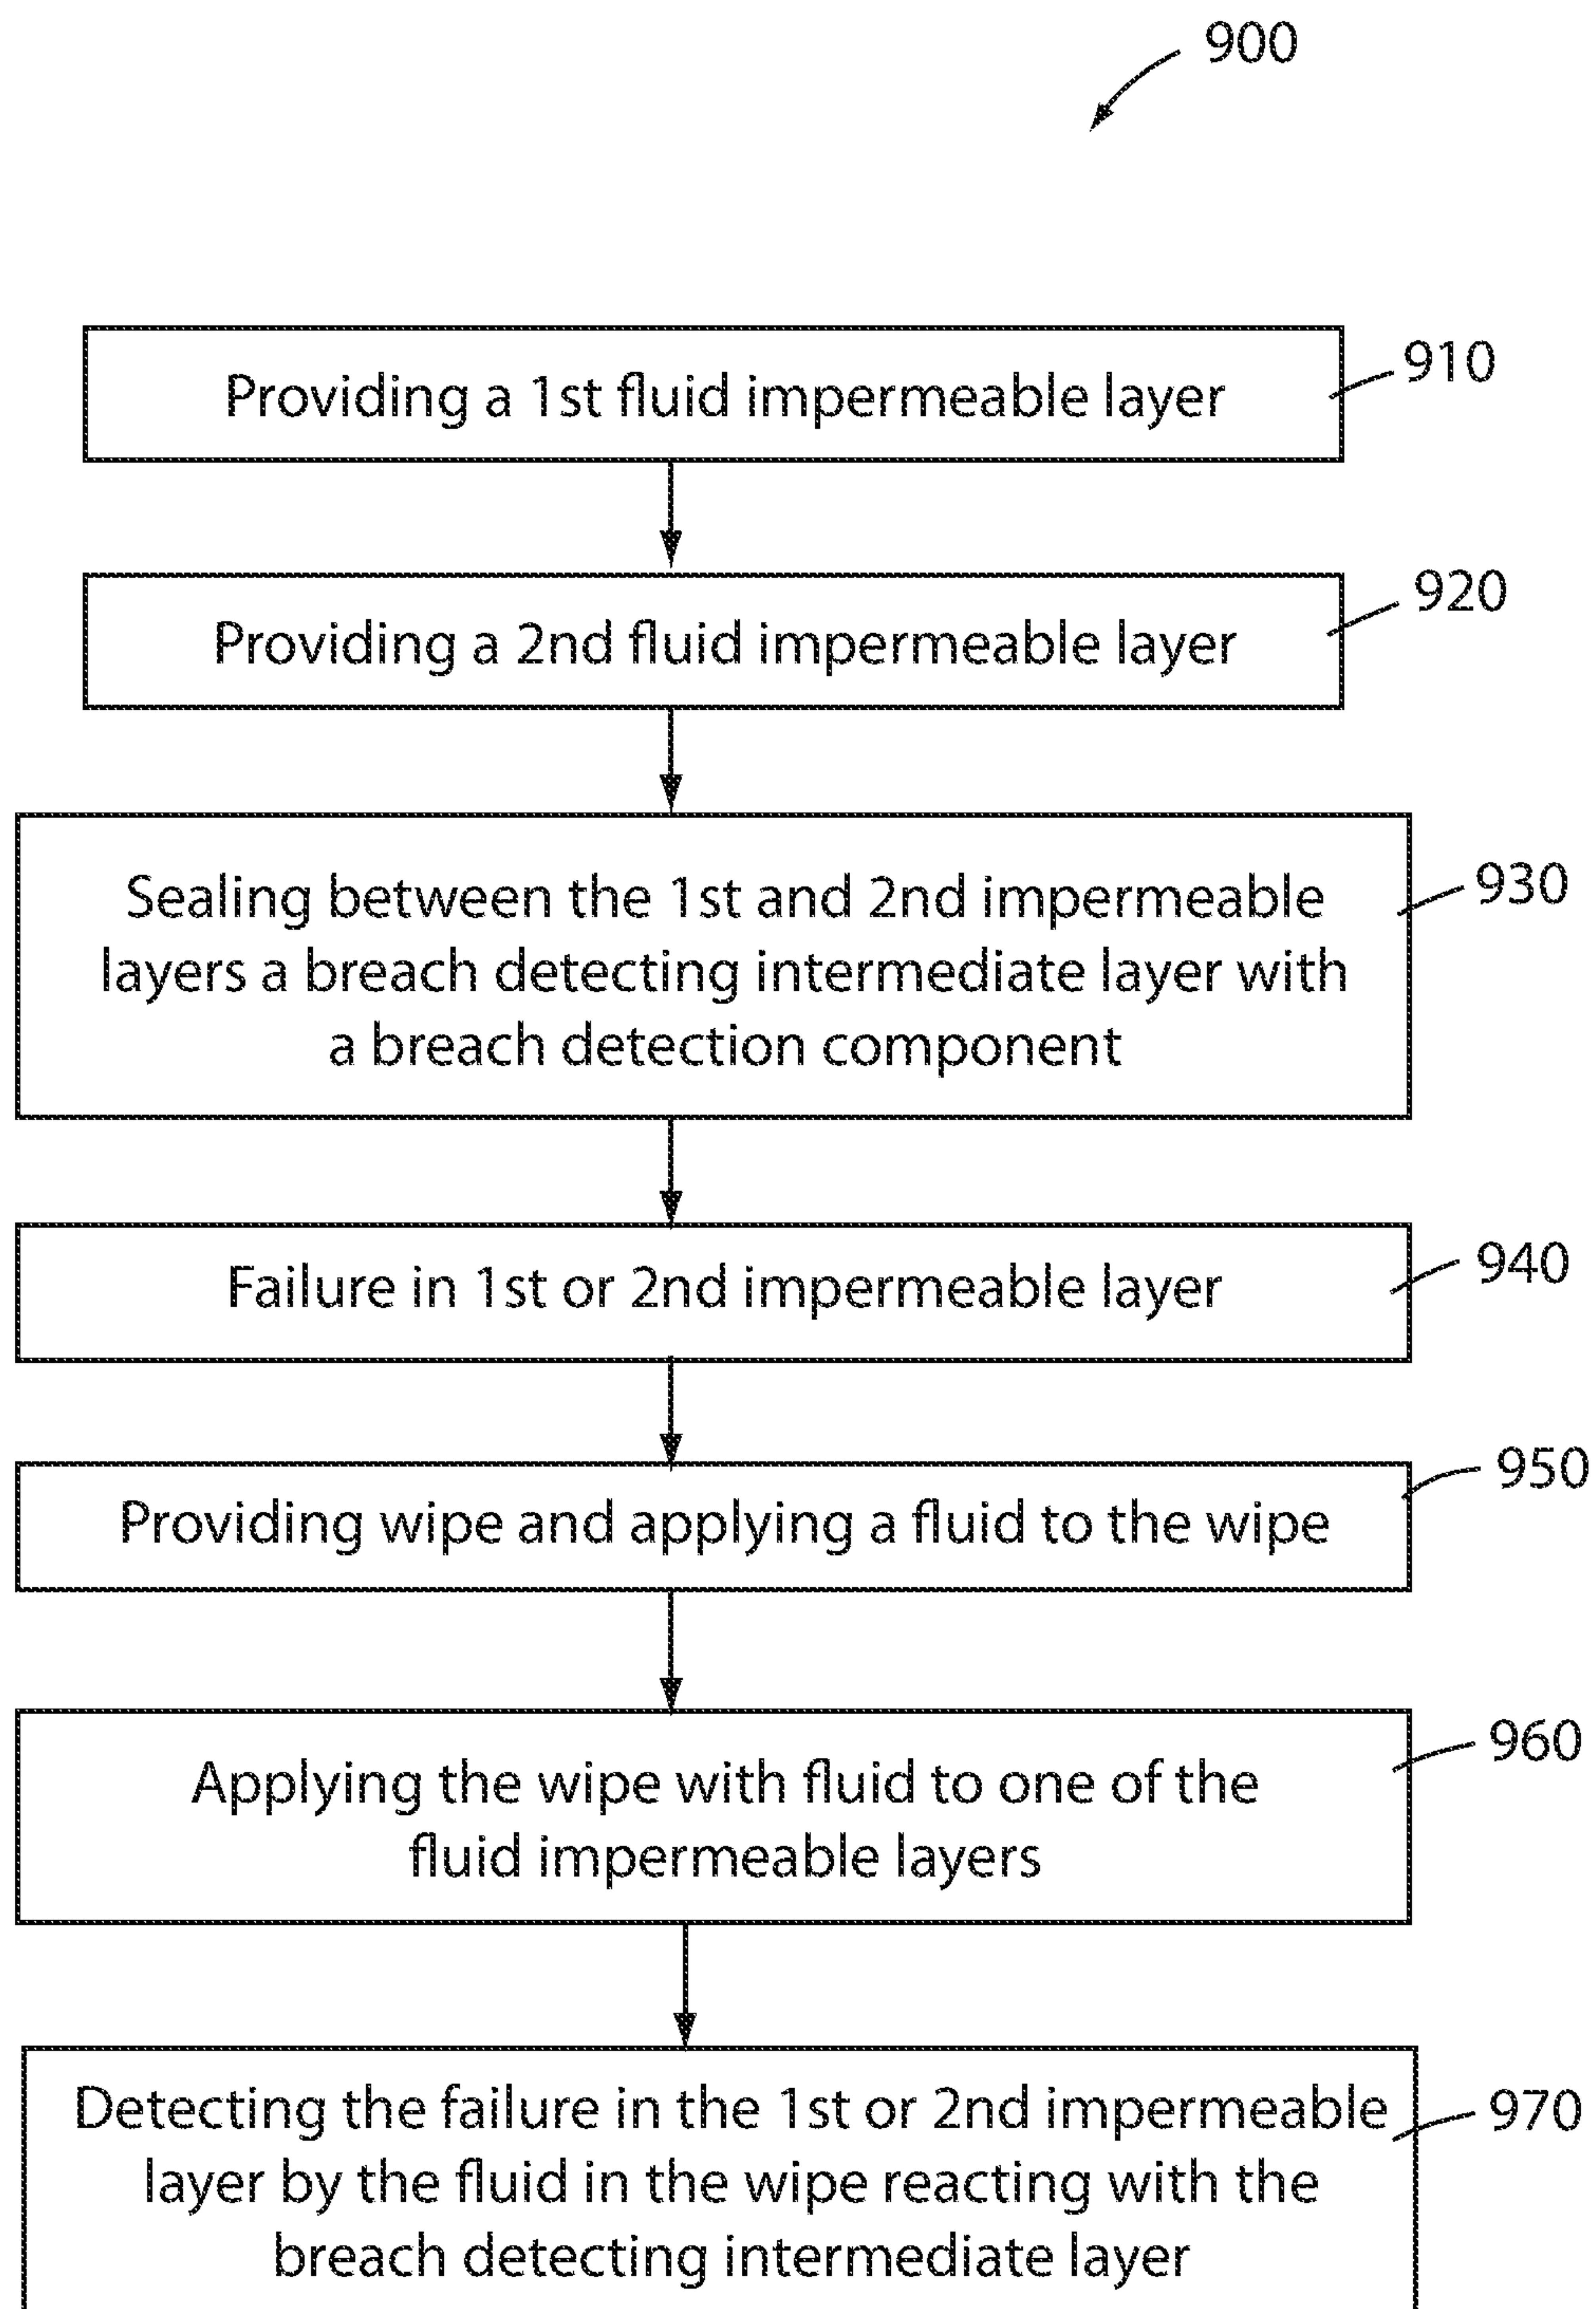 900
Providing a 1st fluid impermeable layer
910
Providing a 2nd fluid impermeable layer
920
Sealing between the 1st and 2nd impermeable
layers a breach detecting intermediate layer with
a breach detection component
930
Failure in 1st or 2nd impermeable layer
940
Providing wipe and applying a fluid to the wipe
950
Applying the wipe with fluid to one of the
fluid impermeable layers
960
Detecting the failure in the 1st or 2nd impermeable
layer by the fluid in the wipe reacting with the
breach detecting intermediate layer
970